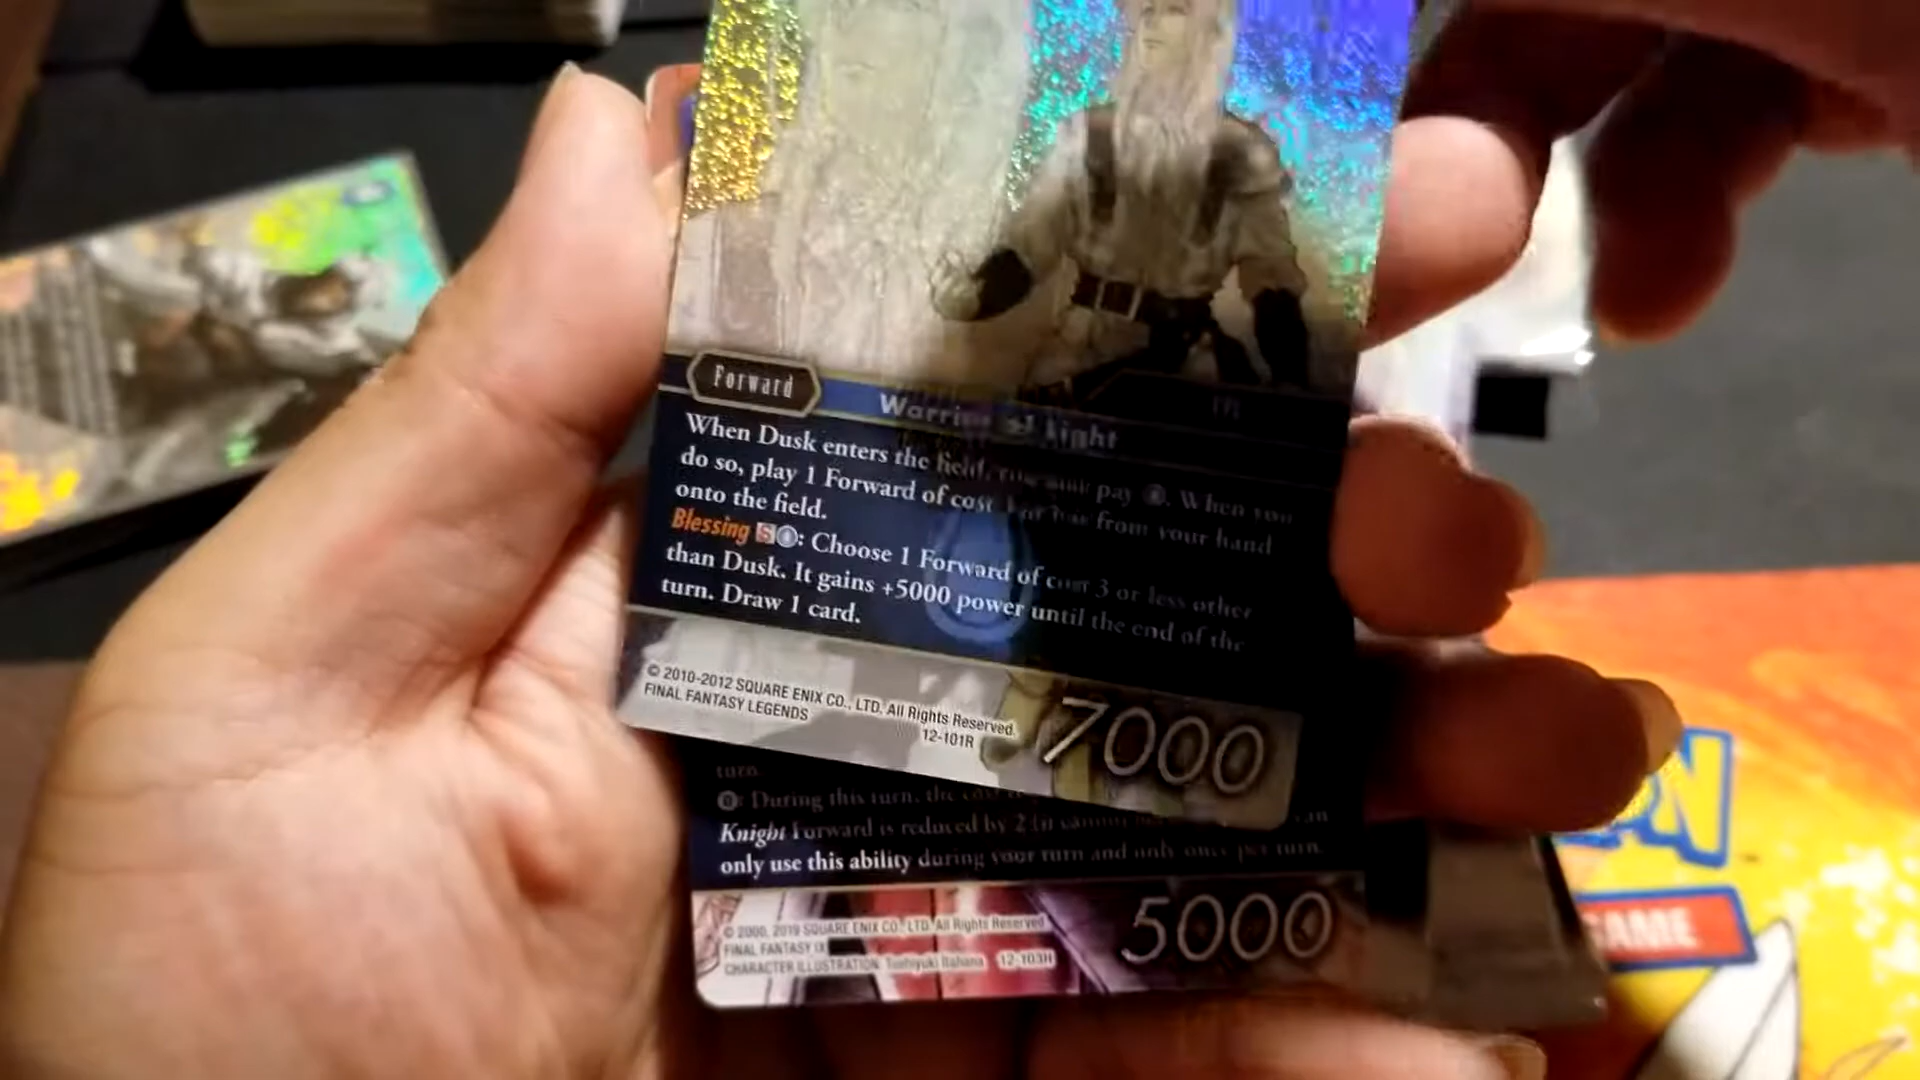 Forward
Warrior of Light
When Dusk enters the field, you may pay . When you
do so, play 1 Forward of cost from your hand
onto the field.
Blessing S: Choose 1 Forward of cost 3 or less other
than Dusk. It gains +5000 power until the end of the
turn. Draw 1 card.
© 2010-2012 SQUARE ENIX CO., LTD. All Rights Reserved.
FINAL FANTASY LEGENDS
12-101R
7000
turn.
0: During this turn, the cost
Knight Forward is reduced by 2 (it cannot
only use this ability during your turn and only once per turn.
© 2000, 2019 SQUARE ENIX CO., LTD. All Rights Reserved.
FINAL FANTASY IX
CHARACTER ILLUSTRATION: Toshiyuki Itahana
12-103H
5000
GAME